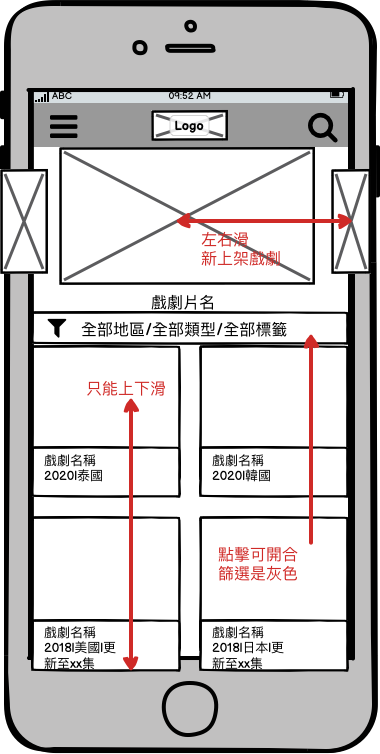 ABC
09:52 AM
Logo
左右滑
新上架戲劇
戲劇片名
全部地區/全部類型/全部標籤
只能上下滑
戲劇名稱
2020|泰國
戲劇名稱
2020|韓國
點擊可開合
篩選是灰色
戲劇名稱
2018|美國|更
新至xx集
戲劇名稱
2018|日本|更
新至xx集